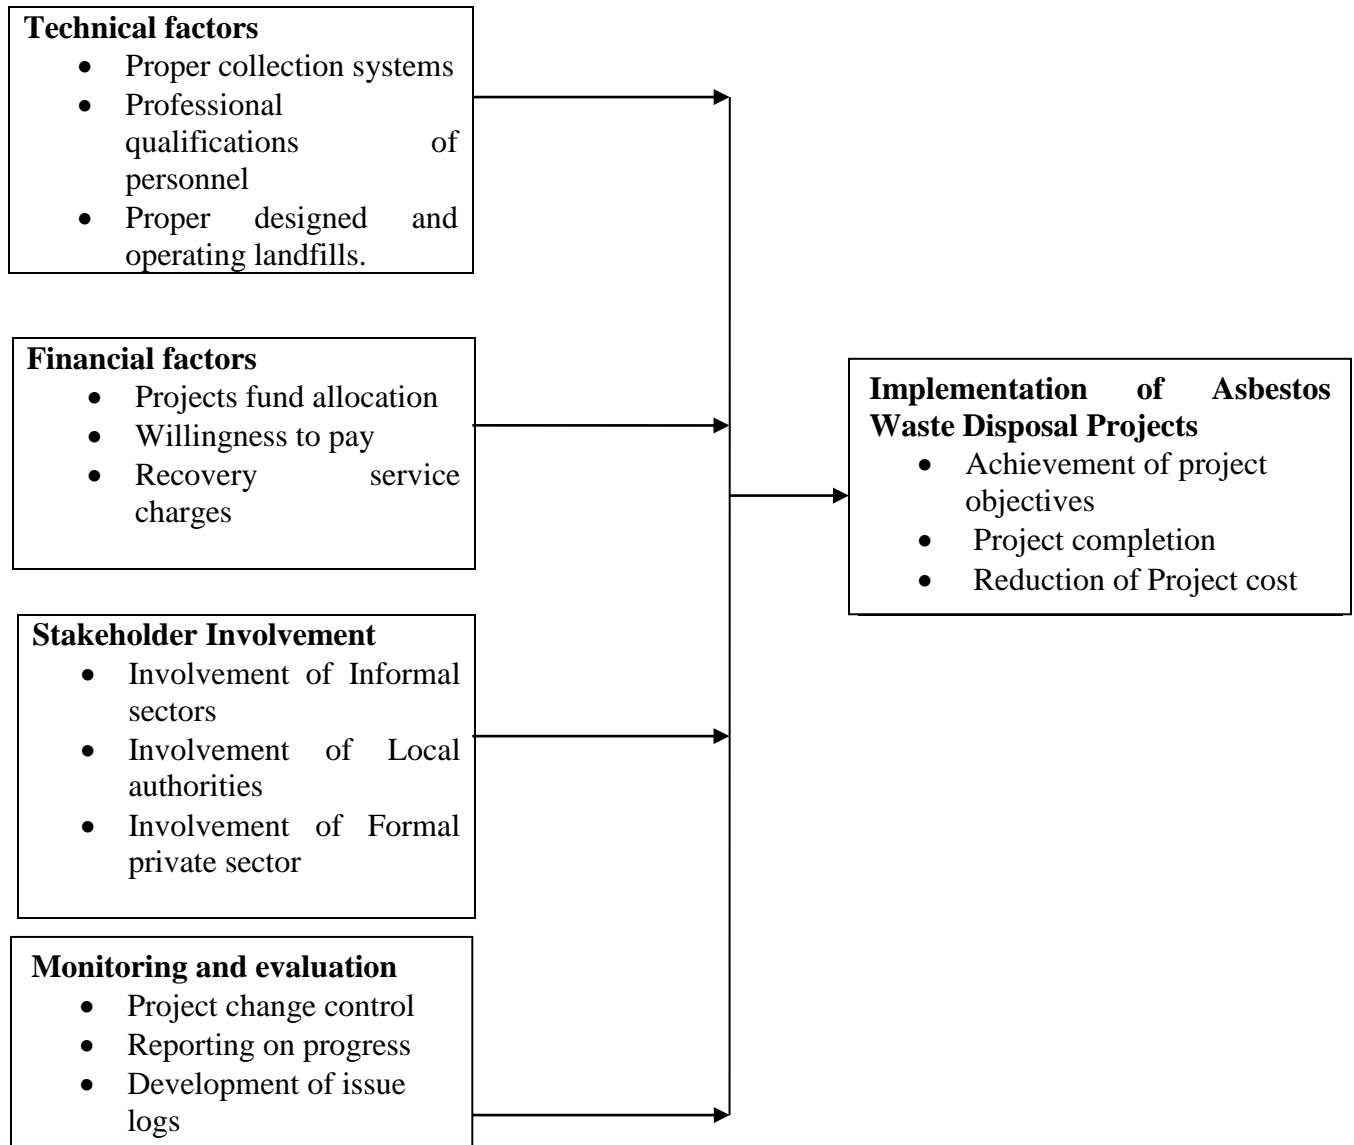 Technical factors
• Proper collection systems
• Professional
qualifications of
personnel
• Proper designed and
operating landfills.
Financial factors
• Projects fund allocation
• Willingness to pay
• Recovery service
charges
Stakeholder Involvement
• Involvement of Informal
sectors
• Involvement of Local
authorities
• Involvement of Formal
private sector
Monitoring and evaluation
• Project change control
• Reporting on progress
• Development of issue
logs
Implementation of Asbestos
Waste Disposal Projects
• Achievement of project
objectives
• Project completion
• Reduction of Project cost